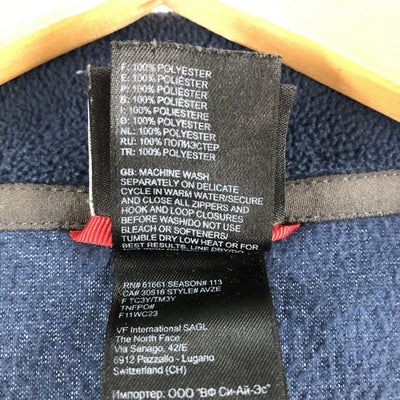 F: 100% POLYESTER
E: 100% POLIÉSTER
P: 100% POLIÉSTER
S: 100% POLYESTER
I: 100% POLIESTERE
D: 100% POLYESTER
NL: 100% POLYESTER
RU: 100% ПОЛИЭСТЕР
TR: 100% POLYESTER
GB: MACHINE WASH
SEPARATELY ON DELICATE
CYCLE IN WARM WATER/SECURE
AND CLOSE ALL ZIPPERS AND
HOOK AND LOOP CLOSURES
BEFORE WASH/DO NOT USE
BLEACH OR SOFTENERS/
TUMBLE DRY LOW HEAT OR FOR
BEST RESULTS, LINE DRY/DO
RN# 61661 SEASON# 113
CA# 30516 STYLE# AVZE
F TC3Y/TM3Y
TNFPO#
F11WC23
VF International SAGL
The North Face
Via Senago, 42/E
6912 Pazzallo - Lugano
Switzerland (CH)
Импортер: ООО "ВФ Си-Ай-Эс"